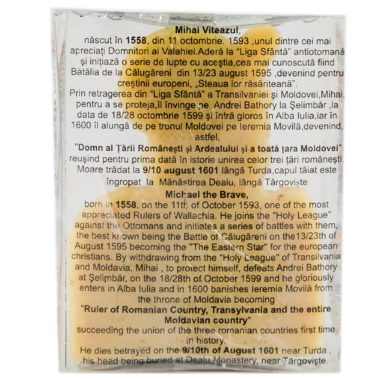 Mihai Viteazul,
născut în 1558, din 11 octombrie. 1593 ,unul dintre cei mai
apreciați Domnitori ai Valahiei.Aderă la "Liga Sfântă" antiotomană
și inițiază o serie de lupte cu aceștia,cea mai cunoscută fiind
Bătălia de la Călugăreni din 13/23 august 1595 ,devenind pentru
creștinii europeni, „Steaua lor răsăriteană".
Prin retragerea din "Liga Sfântă" a Transilvaniei și Moldovei,Mihai,
pentru a se proteja,îl învinge pe Andrei Bathory la Șelimbăr ,la
data de 18/28 octombrie 1599 și întră gloros în Alba Iulia,iar în
1600 îl alungă de pe tronul Moldovei pe Ieremia Movilă,devenind
astfel,
"Domn al Țării Românești și Ardealului și a toată țara Moldovei"
reușind pentru prima dată în istorie unirea celor trei țări românești.
Moare trădat la 9/10 august 1601 lângă Turda,capul tăiat este
îngropat la Mănăstirea Dealu, lângă Târgoviște
Michael the Brave,
born in 1558, on the 11th of October 1593, one of the most
appreciated Rulers of Wallachia. He joins the "Holy League"
against the Ottomans and initiates a series of battles with them,
the best known being the Battle of Călugăreni on the13/23th of
August 1595 becoming the "The Eastern Star" for the european
christians. By withdrawing from the "Holy League" of Transilvania
and Moldavia, Mihai , to protect himself, defeats Andrei Bathory
at Șelimbăr, on the 18/28th of October 1599 and he gloriously
enters in Alba Iulia and in 1600 banishes Ieremia Movilă from
the throne of Moldavia becoming
"Ruler of Romanian Country, Transylvania and the entire
Moldavian country"
succeeding the union of the three romanian countries first time
in history.
He dies betrayed on the 9/10th of August 1601 near Turda ,
his head being buried at Dealu Monastery, near Târgoviște.